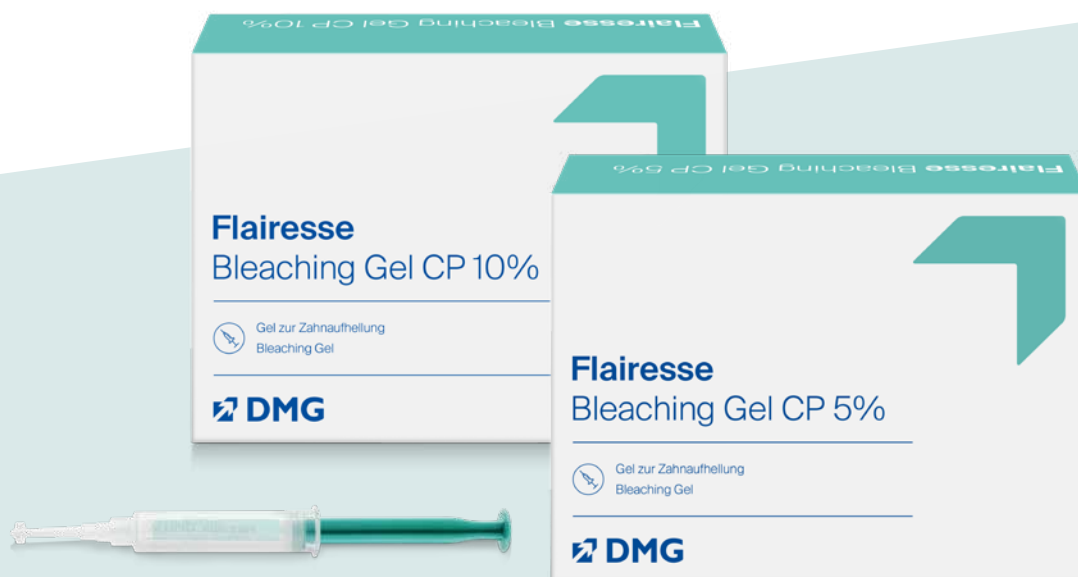 Flairesse Bleaching Gel CP 10%
Flairesse
Bleaching Gel CP 10%
Gel zur Zahnaufhellung
Bleaching Gel
DMG
Flairesse Bleaching Gel CP 5%
Flairesse
Bleaching Gel CP 5%
Gel zur Zahnaufhellung
Bleaching Gel
DMG